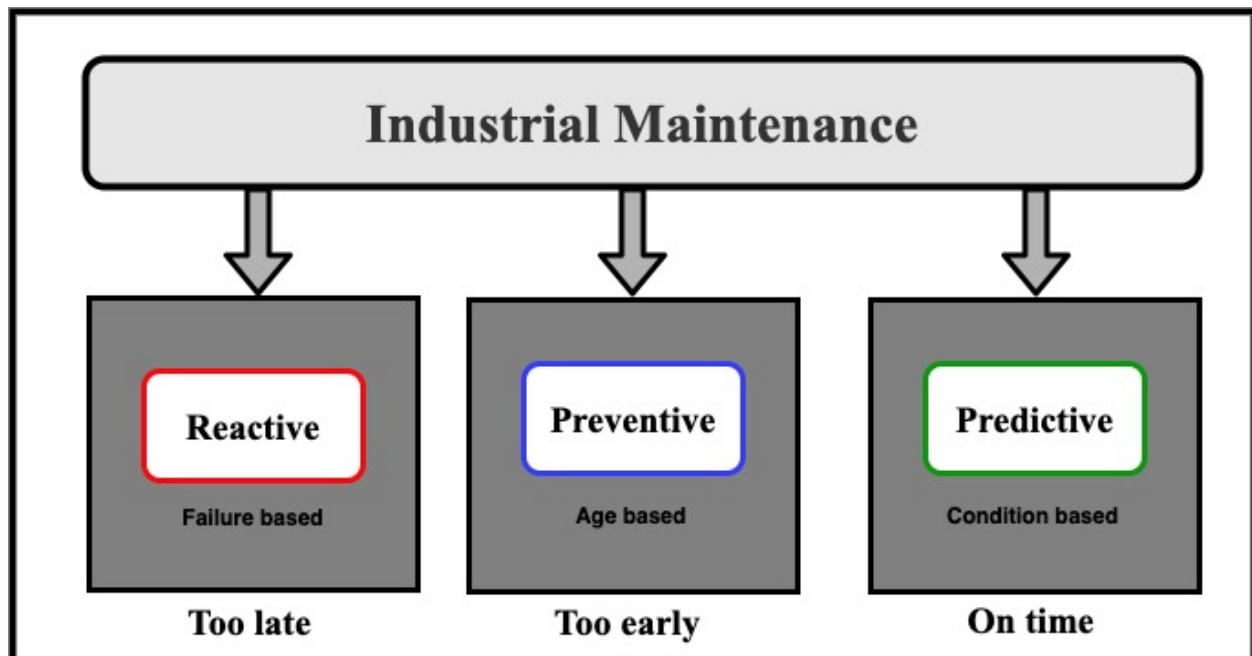 Industrial Maintenance
Reactive
Failure based
Too late
Preventive
Age based
Too early
Predictive
Condition based
On time